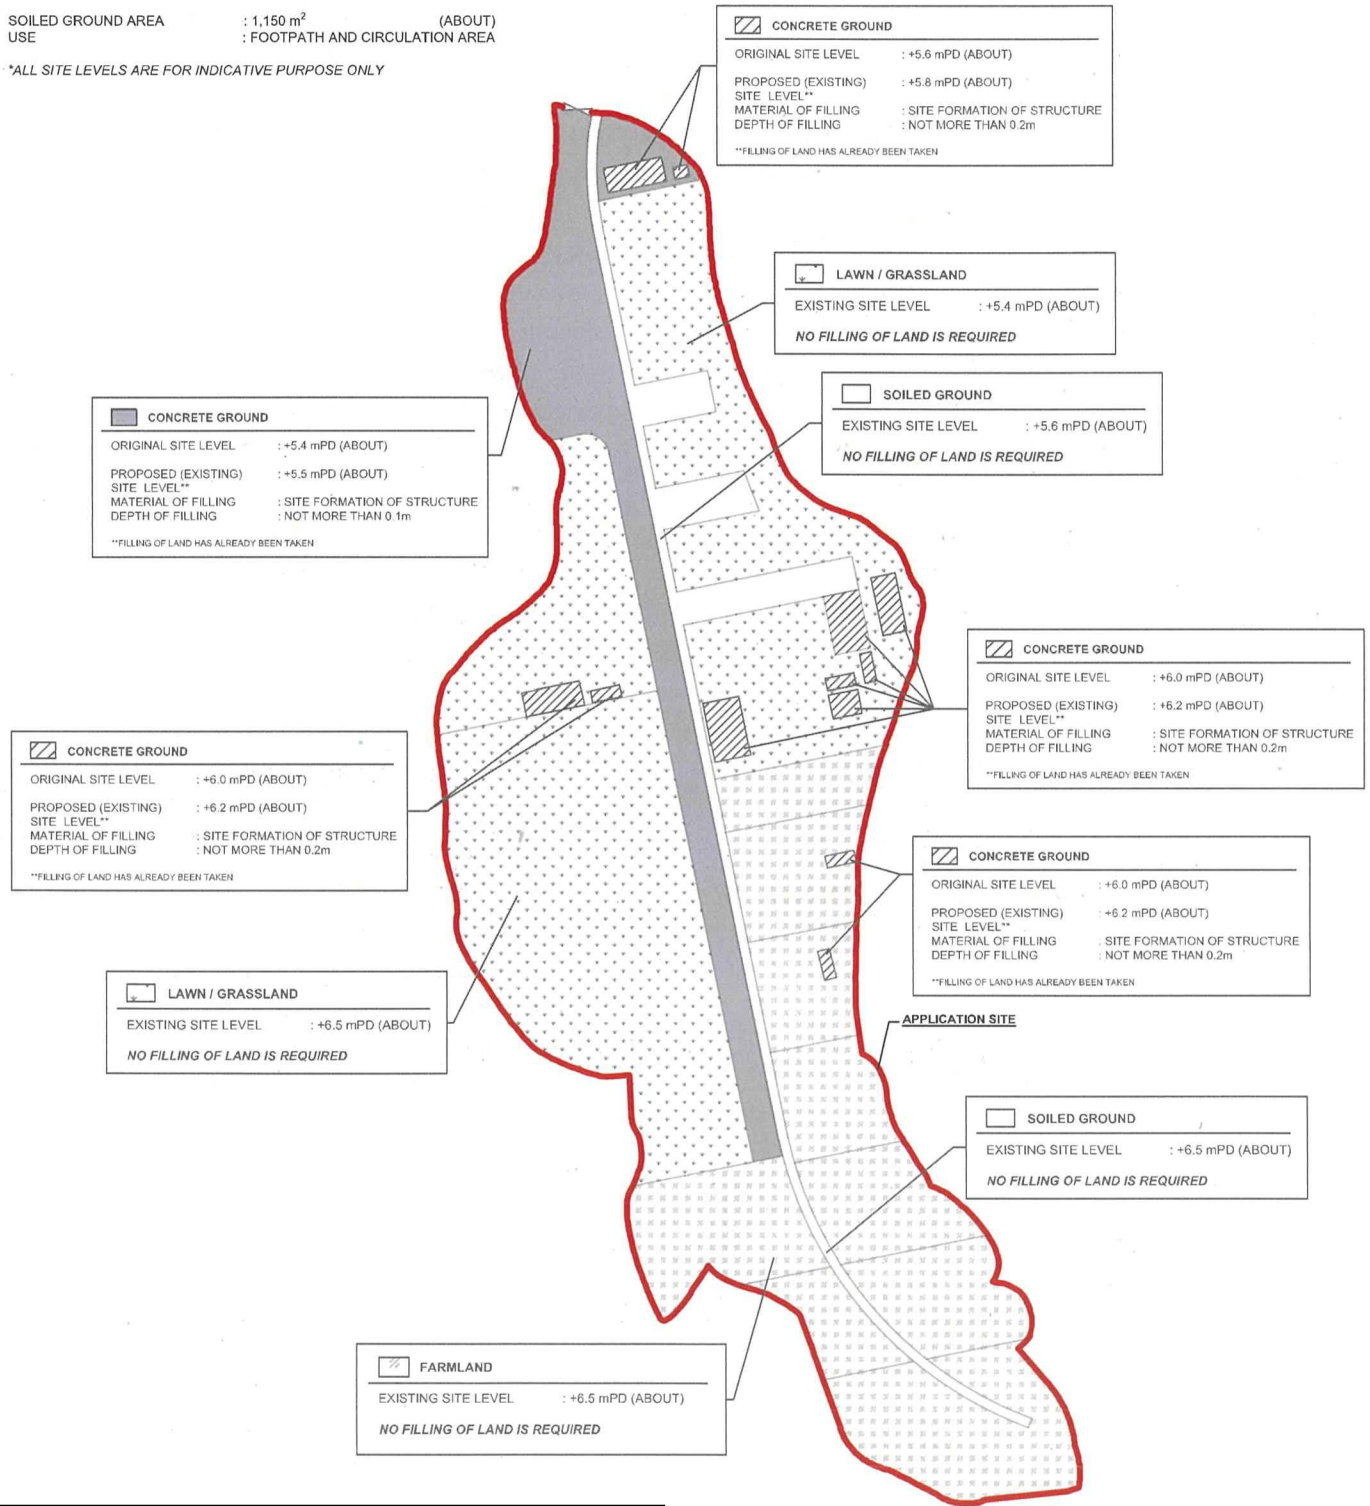 SOILED GROUND AREA : 1,150 m² (ABOUT)
USE : FOOTPATH AND CIRCULATION AREA
*ALL SITE LEVELS ARE FOR INDICATIVE PURPOSE ONLY
CONCRETE GROUND
ORIGINAL SITE LEVEL : +5.6 mPD (ABOUT)
PROPOSED (EXISTING) : +5.8 mPD (ABOUT)
SITE LEVEL**
MATERIAL OF FILLING : SITE FORMATION OF STRUCTURE
DEPTH OF FILLING : NOT MORE THAN 0.2m
**FILLING OF LAND HAS ALREADY BEEN TAKEN
LAWN / GRASSLAND
EXISTING SITE LEVEL : +5.4 mPD (ABOUT)
NO FILLING OF LAND IS REQUIRED
SOILED GROUND
EXISTING SITE LEVEL : +5.6 mPD (ABOUT)
NO FILLING OF LAND IS REQUIRED
CONCRETE GROUND
ORIGINAL SITE LEVEL : +5.4 mPD (ABOUT)
PROPOSED (EXISTING) : +5.5 mPD (ABOUT)
SITE LEVEL**
MATERIAL OF FILLING : SITE FORMATION OF STRUCTURE
DEPTH OF FILLING : NOT MORE THAN 0.1m
**FILLING OF LAND HAS ALREADY BEEN TAKEN
CONCRETE GROUND
ORIGINAL SITE LEVEL : +6.0 mPD (ABOUT)
PROPOSED (EXISTING) : +6.2 mPD (ABOUT)
SITE LEVEL**
MATERIAL OF FILLING : SITE FORMATION OF STRUCTURE
DEPTH OF FILLING : NOT MORE THAN 0.2m
**FILLING OF LAND HAS ALREADY BEEN TAKEN
CONCRETE GROUND
ORIGINAL SITE LEVEL : +6.0 mPD (ABOUT)
PROPOSED (EXISTING) : +6.2 mPD (ABOUT)
SITE LEVEL**
MATERIAL OF FILLING : SITE FORMATION OF STRUCTURE
DEPTH OF FILLING : NOT MORE THAN 0.2m
**FILLING OF LAND HAS ALREADY BEEN TAKEN
CONCRETE GROUND
ORIGINAL SITE LEVEL : +6.0 mPD (ABOUT)
PROPOSED (EXISTING) : +6.2 mPD (ABOUT)
SITE LEVEL**
MATERIAL OF FILLING : SITE FORMATION OF STRUCTURE
DEPTH OF FILLING : NOT MORE THAN 0.2m
**FILLING OF LAND HAS ALREADY BEEN TAKEN
LAWN / GRASSLAND
EXISTING SITE LEVEL : +6.5 mPD (ABOUT)
NO FILLING OF LAND IS REQUIRED
APPLICATION SITE
SOILED GROUND
EXISTING SITE LEVEL : +6.5 mPD (ABOUT)
NO FILLING OF LAND IS REQUIRED
FARMLAND
EXISTING SITE LEVEL : +6.5 mPD (ABOUT)
NO FILLING OF LAND IS REQUIRED